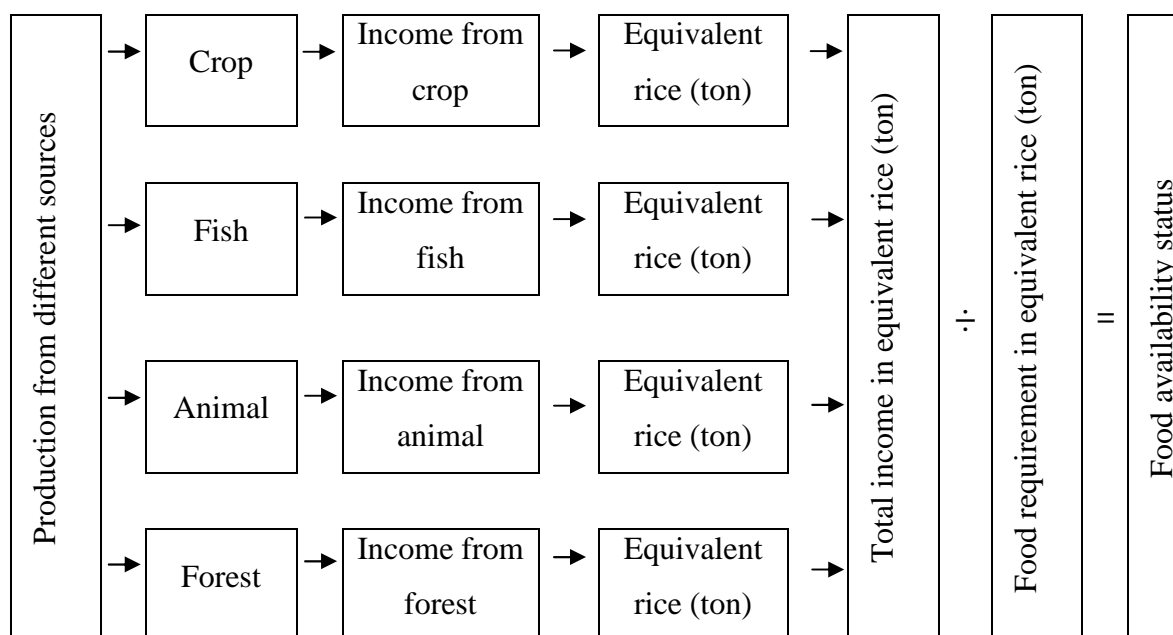 Production from different sources
Crop
Income from
crop
Equivalent
rice (ton)
Fish
Income from
fish
Equivalent
rice (ton)
Animal
Income from
animal
Equivalent
rice (ton)
Forest
Income from
forest
Equivalent
rice (ton)
Total income in equivalent rice (ton)
÷
Food requirement in equivalent rice (ton)
=
Food availability status